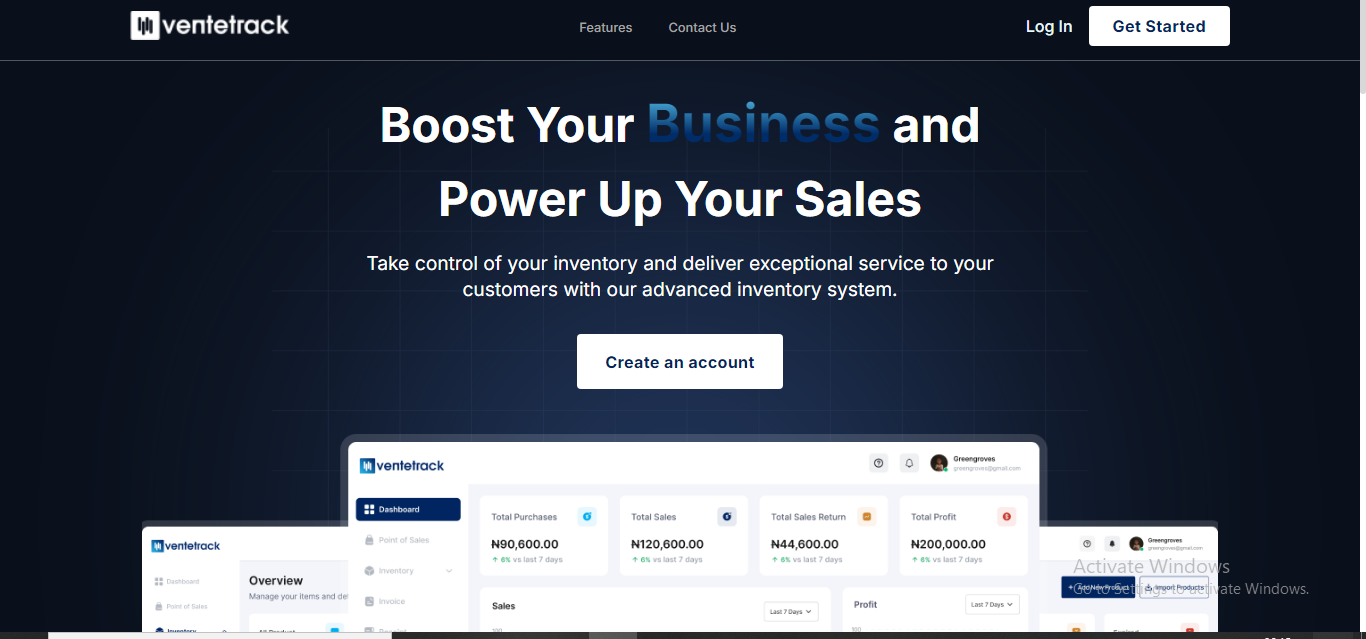 ventetrack
Features
Contact Us
Log In
Get Started
Boost Your Business and
Power Up Your Sales
Take control of your inventory and deliver exceptional service to your
customers with our advanced inventory system.
Create an account
ventetrack
Greengroves
greengroves@gmail.com
Dashboard
Point of Sales
Inventory
Invoice
Total Purchases
₦90,600.00
6% vs last 7 days
Total Sales
₦120,600.00
6% vs last 7 days
Total Sales Return
₦44,600.00
6% vs last 7 days
Total Profit
₦200,000.00
6% vs last 7 days
Sales
Last 7 Days
Profit
Last 7 Days
100
100
ventetrack
Dashboard
Point of Sales
Inventory
Overview
Manage your items and
All Product
Greengroves
greengroves@gmail.com
+ Add New Product
Import Products
Expired
Activate Windows
Go to Settings to activate Windows.